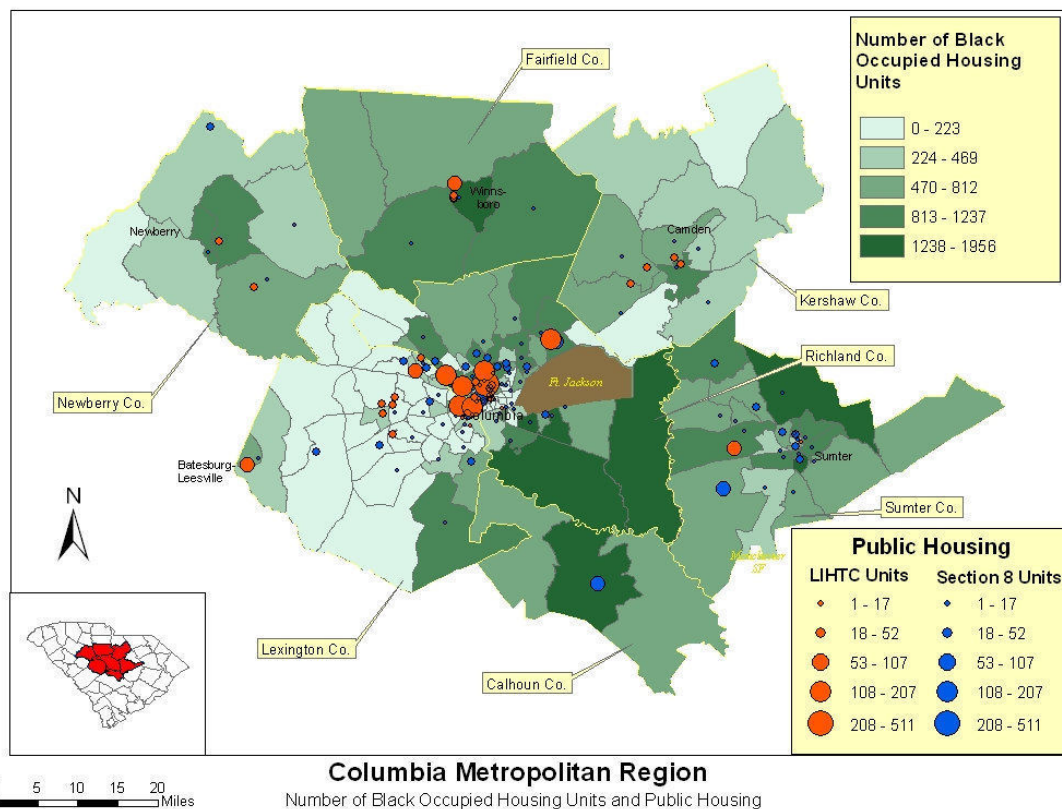 Number of Black
Occupied Housing
Units
0 - 223
224 - 469
470 - 812
813 - 1237
1238 - 1956
Fairfield Co.
Winns-
boro
Newberry
Camden
Kershaw Co.
Richland Co.
Newberry Co.
Ft. Jackson
Columbia
Batesburg-
Leesville
Sumter
N
Sumter Co.
SF
Lexington Co.
Calhoun Co.
Public Housing
LIHTC Units Section 8 Units
1 - 17 1 - 17
18 - 52 18 - 52
53 - 107 53 - 107
108 - 207 108 - 207
208 - 511 208 - 511
5 10 15 20
Miles
Columbia Metropolitan Region
Number of Black Occupied Housing Units and Public Housing